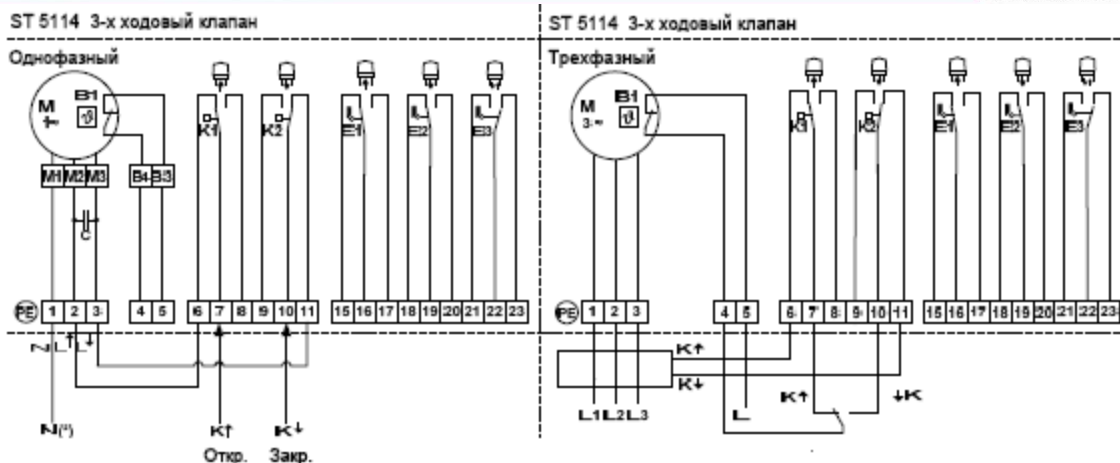 ST 5114 3-х ходовый клапан
Однофазный
M
1~
B1
ϑ
K1
K2
E1
E2
E3
M1 M2 M3 B4 B3
C
PE 1 2 3 4 5 6 7 8 9 10 11 15 16 17 18 19 20 21 22 23
N L↑ L↓
N(*) K↑ K↓
Откр. Закр.
ST 5114 3-х ходовый клапан
Трехфазный
M
3~
B1
ϑ
K1
K2
E1
E2
E3
PE 1 2 3 4 5 6 7 8 9 10 11 15 16 17 18 19 20 21 22 23
K↑
K↓
K↑ ↓K
L1 L2 L3 L